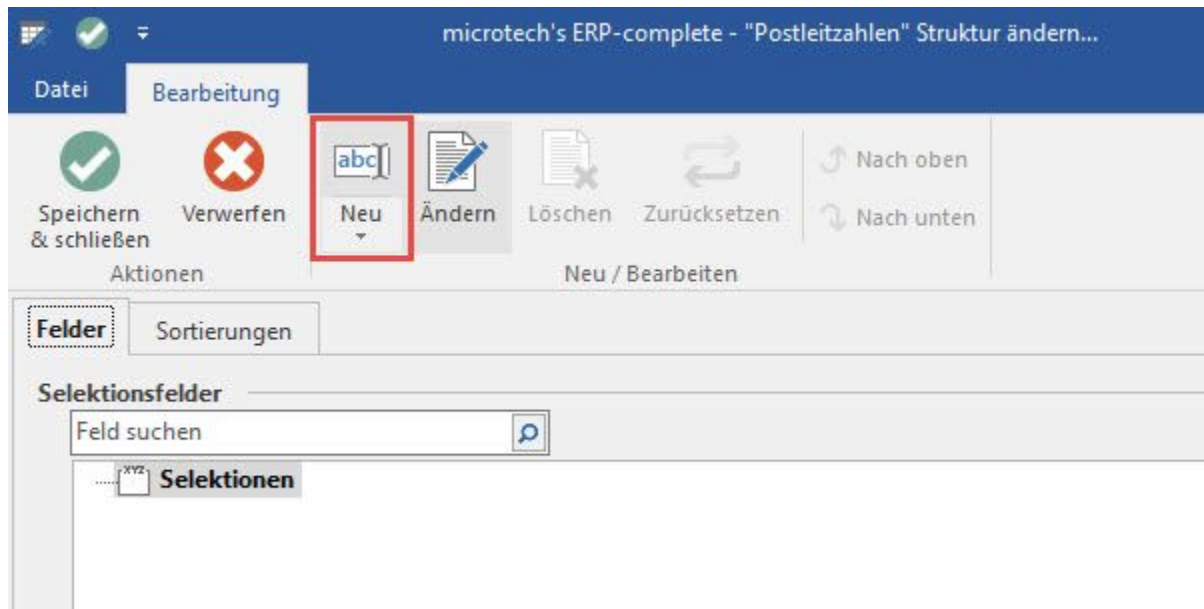 microtech's ERP-complete - "Postleitzahlen" Struktur ändern...
Datei
Bearbeitung
abc
Speichern
& schließen
Verwerfen
Neu
Ändern
Löschen
Zurücksetzen
Nach oben
Nach unten
Aktionen
Neu / Bearbeiten
Felder
Sortierungen
Selektionsfelder
Feld suchen
XYZ
Selektionen